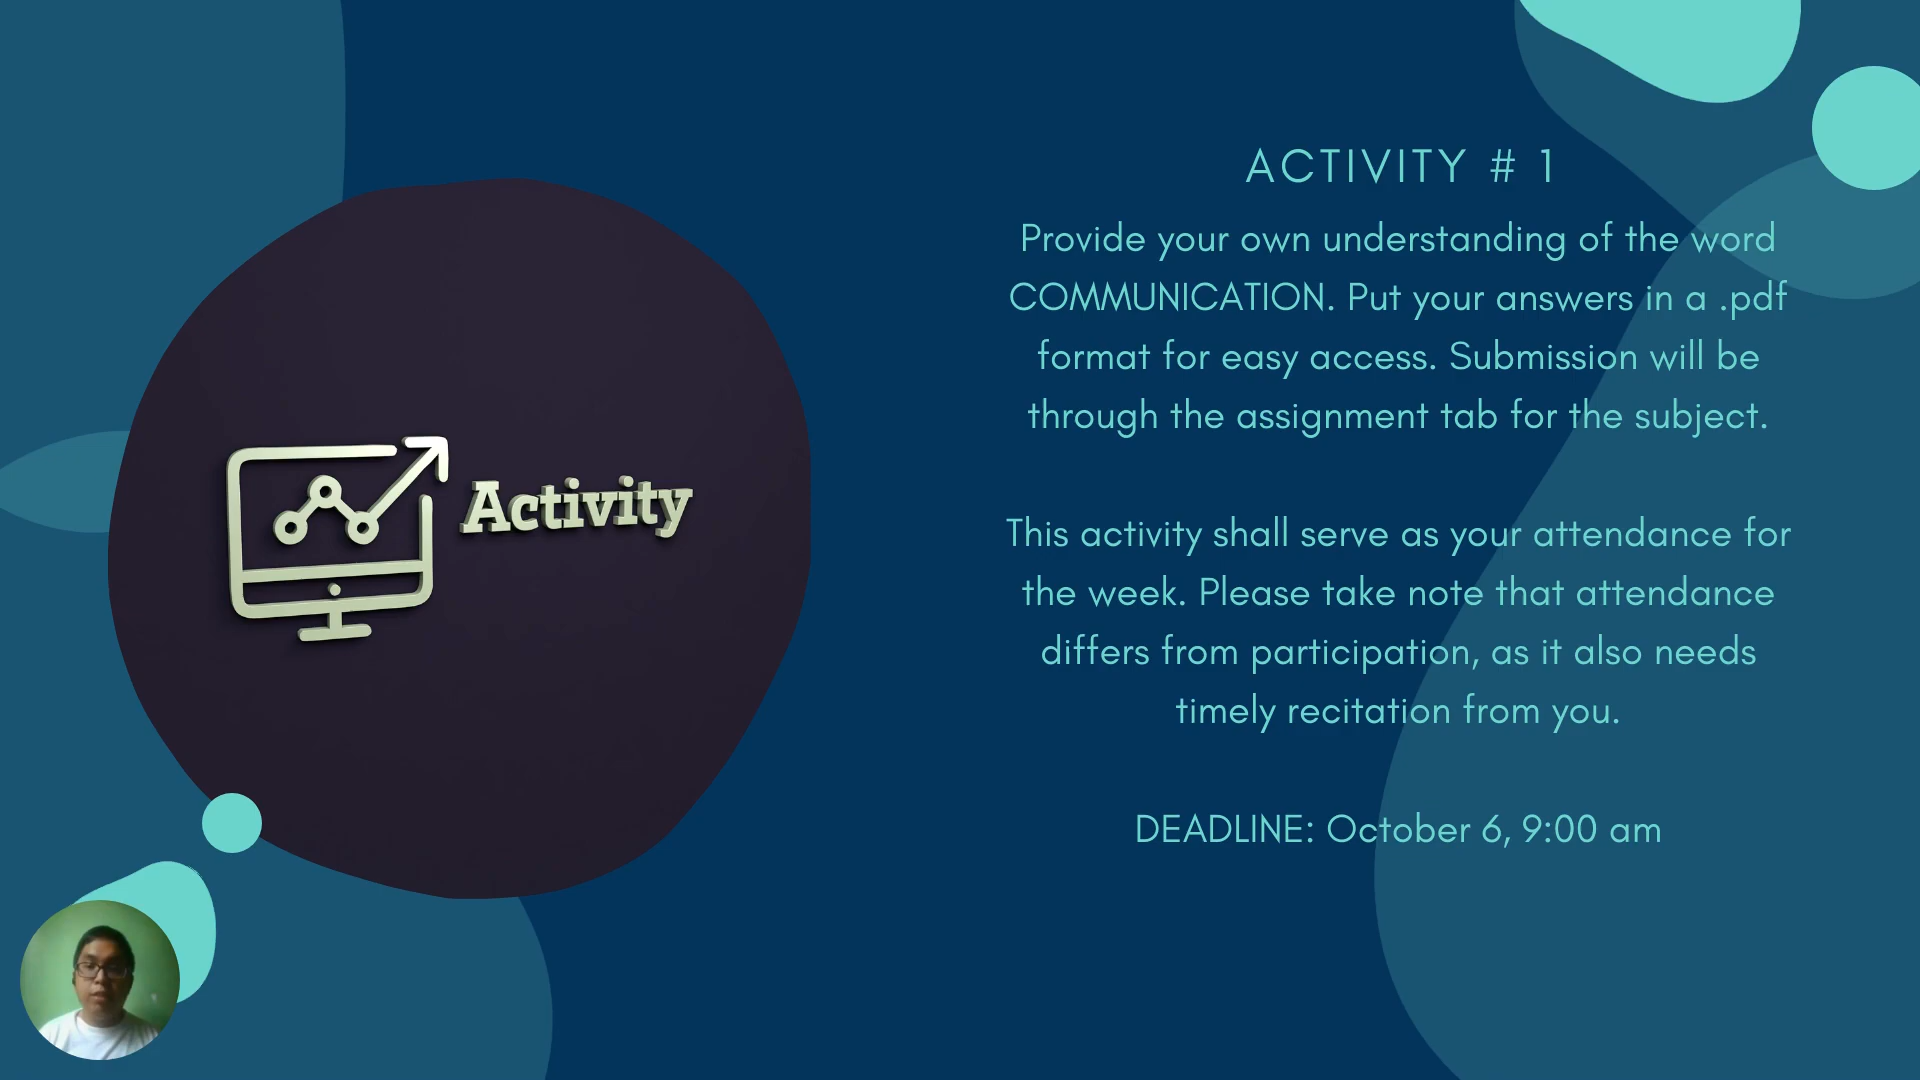 Activity
ACTIVITY # 1
Provide your own understanding of the word
COMMUNICATION. Put your answers in a .pdf
format for easy access. Submission will be
through the assignment tab for the subject.
This activity shall serve as your attendance for
the week. Please take note that attendance
differs from participation, as it also needs
timely recitation from you.
DEADLINE: October 6, 9:00 am